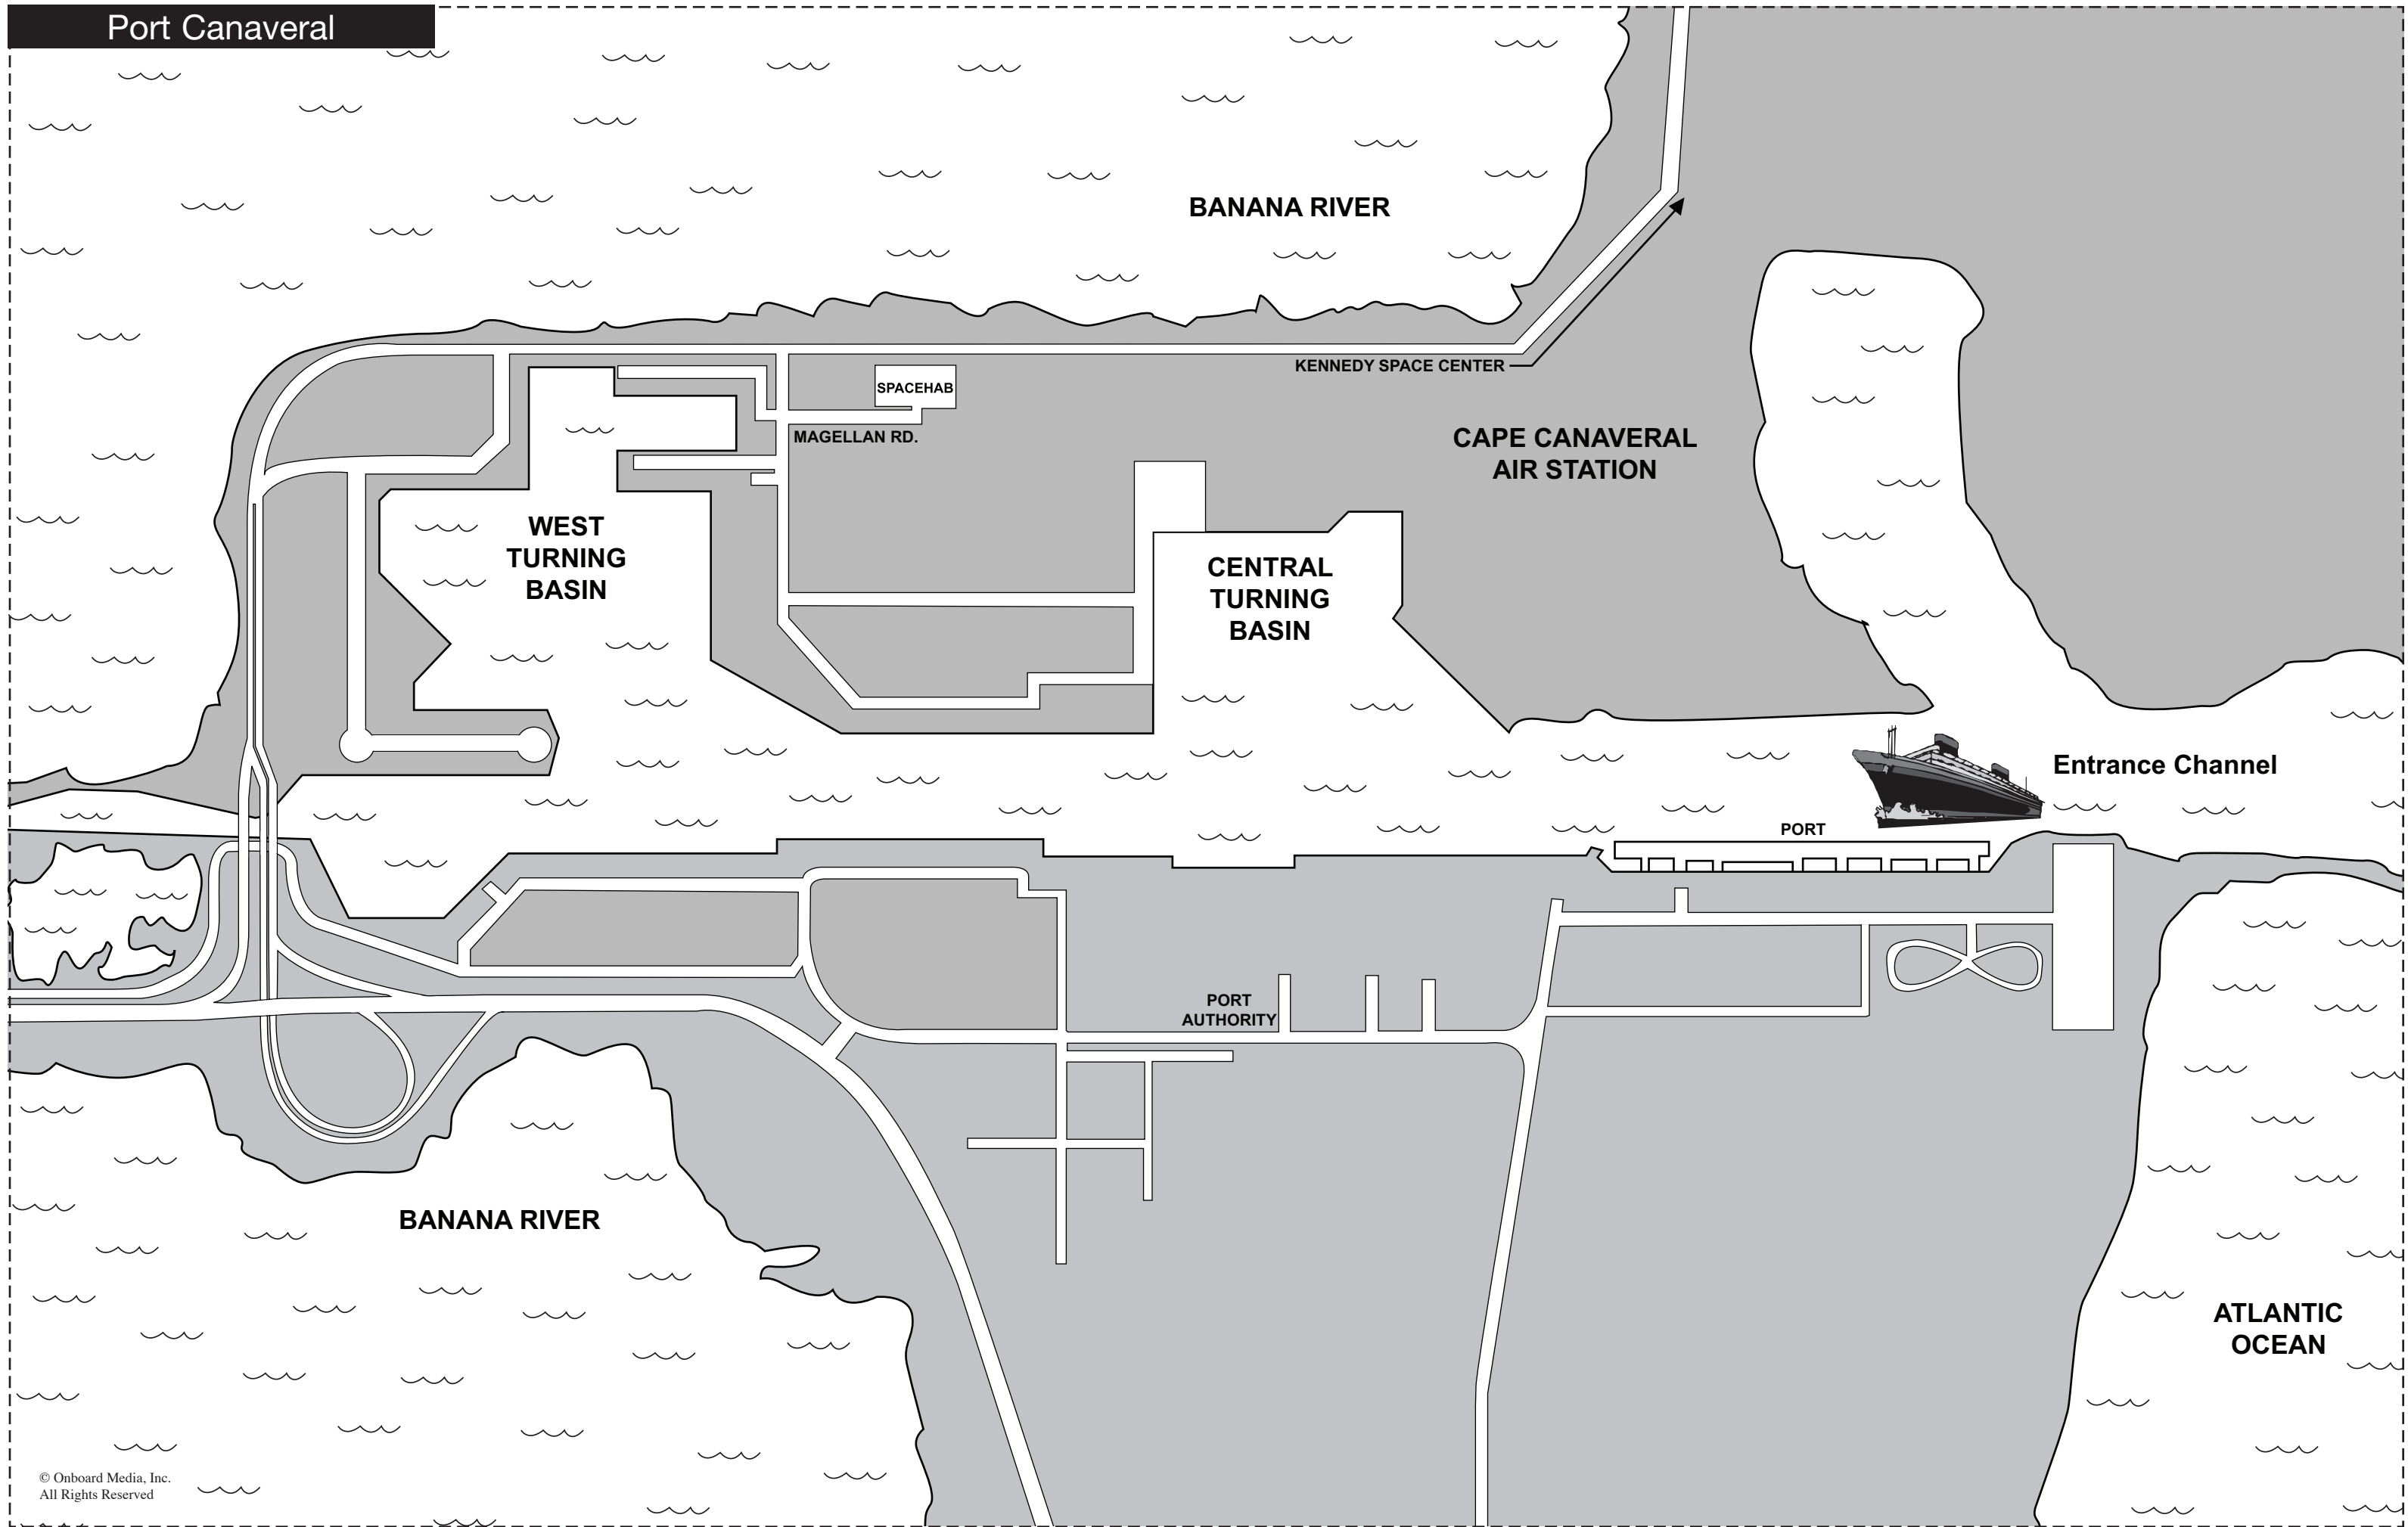 Port Canaveral
BANANA RIVER
KENNEDY SPACE CENTER
SPACEHAB
MAGELLAN RD.
CAPE CANAVERAL
AIR STATION
WEST
TURNING
BASIN
CENTRAL
TURNING
BASIN
Entrance Channel
PORT
PORT
AUTHORITY
BANANA RIVER
ATLANTIC
OCEAN
© Onboard Media, Inc.
All Rights Reserved